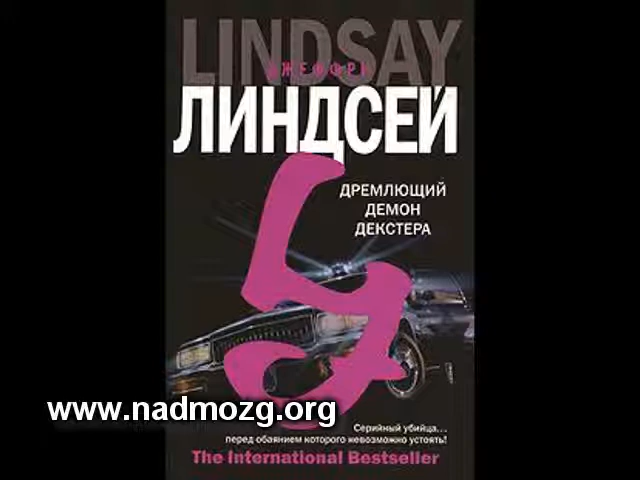 LINDSAY
ДЖЕФФРИ
ЛИНДСЕЙ
ДРЕМЛЮЩИЙ
ДЕМОН
ДЕКСТЕРА
www.nadmozg.org
Серийный убийца...
перед обаянием которого невозможно устоять!
The International Bestseller